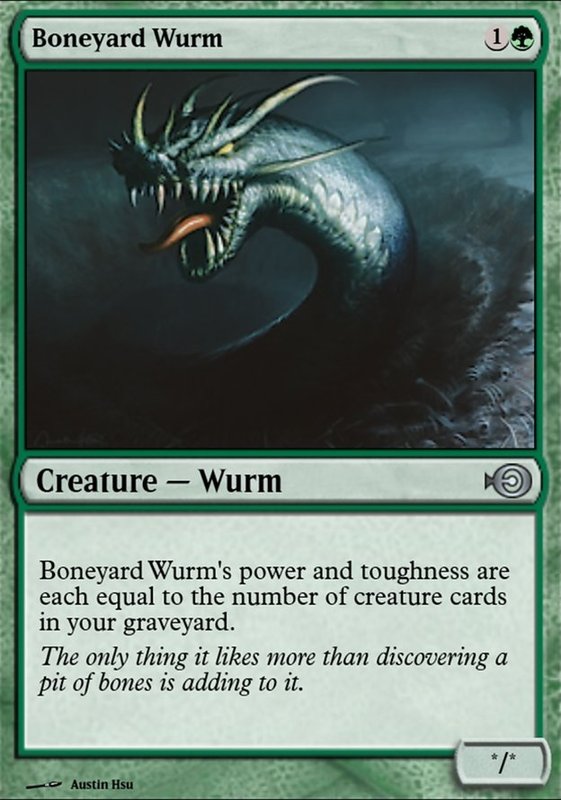 Boneyard Wurm
1
Creature — Wurm
Boneyard Wurm's power and toughness are
each equal to the number of creature cards
in your graveyard.
The only thing it likes more than discovering a
pit of bones is adding to it.
*/*
Austin Hsu